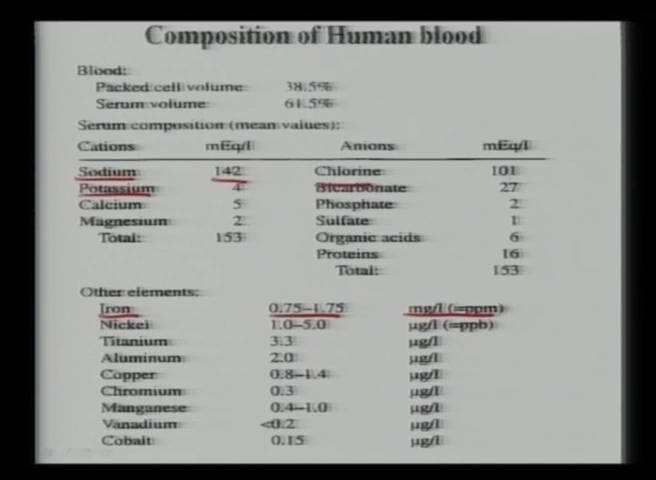 Composition of Human blood
Blood:
Packed cell volume 38.5%
Serum volume 61.5%
Serum composition (mean values):
Cations mEq/l Anions mEq/l
Sodium 142 Chlorine 101
Potassium 4 Bicarbonate 27
Calcium 5 Phosphate 2
Magnesium 2 Sulfate 1
Total: 153 Organic acids 6
Proteins 16
Total: 153
Other elements:
Iron 0.75–1.75 mg/l (=ppm)
Nickel 1.0–5.0 µg/l (=ppb)
Titanium 3.3 µg/l
Aluminum 2.0 µg/l
Copper 0.8–1.4 µg/l
Chromium 0.3 µg/l
Manganese 0.4–1.0 µg/l
Vanadium <0.2 µg/l
Cobalt 0.15 µg/l